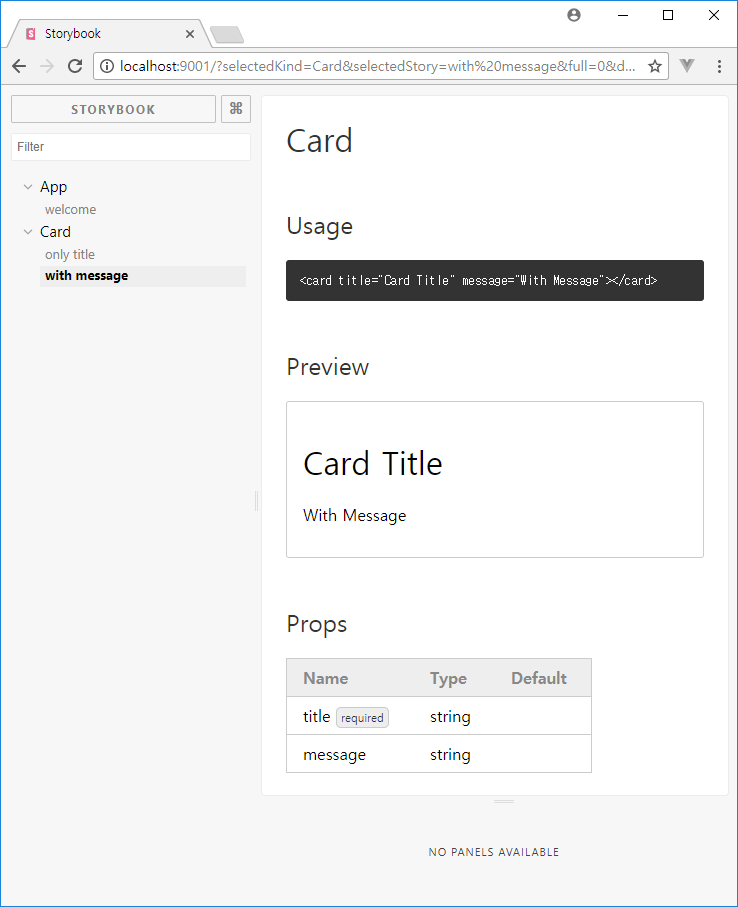 Storybook
localhost:9001/?selectedKind=Card&selectedStory=with%20message&full=0&d...
STORYBOOK ⌘
Filter
App
welcome
Card
only title
with message
Card
Usage
<card title="Card Title" message="With Message"></card>
Preview
Card Title
With Message
Props
Name Type Default
title required string
message string
NO PANELS AVAILABLE